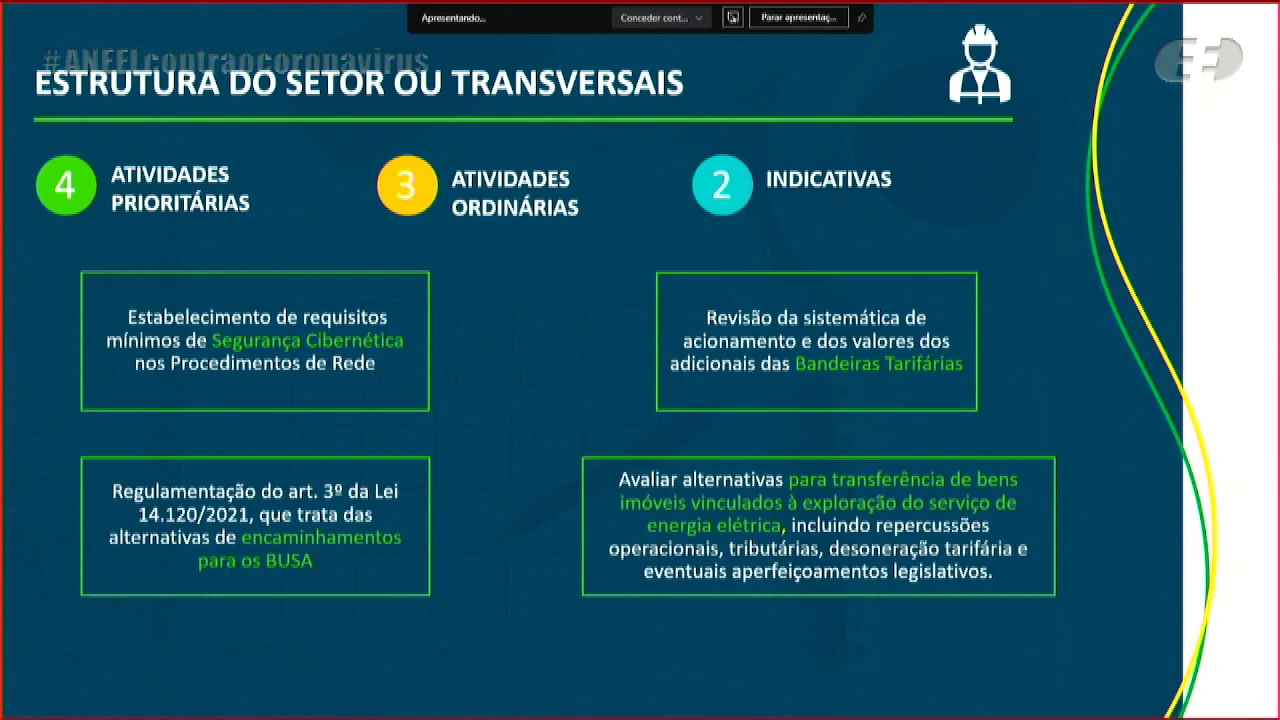 Apresentando...
Conceder cont...
Parar apresentaç...
#ANEELcontraocoronavirus
ESTRUTURA DO SETOR OU TRANSVERSAIS
4
ATIVIDADES
PRIORITÁRIAS
3
ATIVIDADES
ORDINÁRIAS
2
INDICATIVAS
Estabelecimento de requisitos
mínimos de Segurança Cibernética
nos Procedimentos de Rede
Revisão da sistemática de
acionamento e dos valores dos
adicionais das Bandeiras Tarifárias
Regulamentação do art. 3º da Lei
14.120/2021, que trata das
alternativas de encaminhamentos
para os BUSA
Avaliar alternativas para transferência de bens
imóveis vinculados à exploração do serviço de
energia elétrica, incluindo repercussões
operacionais, tributárias, desoneração tarifária e
eventuais aperfeiçoamentos legislativos.